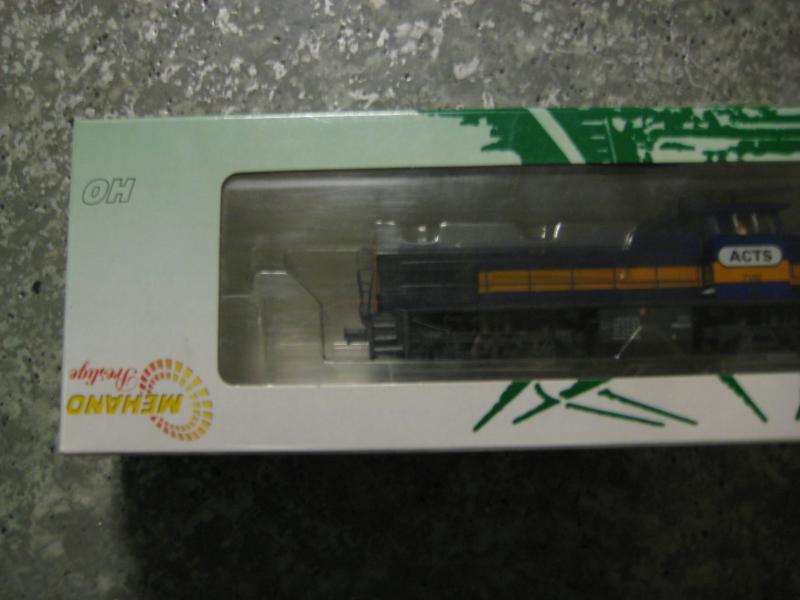 HO
ACTS
Prestige
MEHANO